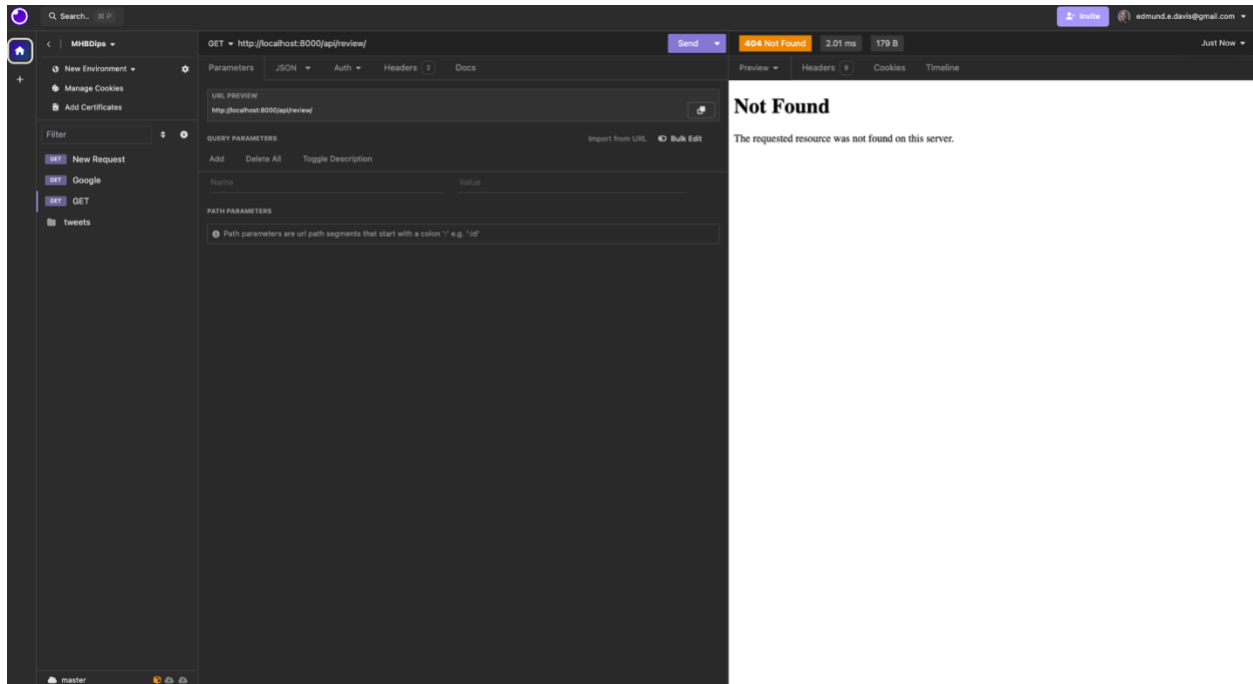 Search.. ⌘ P
Invite
edmund.e.davis@gmail.com
MHBDips
New Environment
Manage Cookies
Add Certificates
Filter
GET New Request
GET Google
GET GET
tweets
master
GET http://localhost:8000/api/review/
Send
Parameters JSON Auth Headers 2 Docs
URL PREVIEW
http://localhost:8000/api/review/
QUERY PARAMETERS
Import from URL Bulk Edit
Add Delete All Toggle Description
Name Value
PATH PARAMETERS
Path parameters are url path segments that start with a colon ':' e.g. ':id'
404 Not Found 2.01 ms 179 B
Just Now
Preview Headers 9 Cookies Timeline
Not Found
The requested resource was not found on this server.